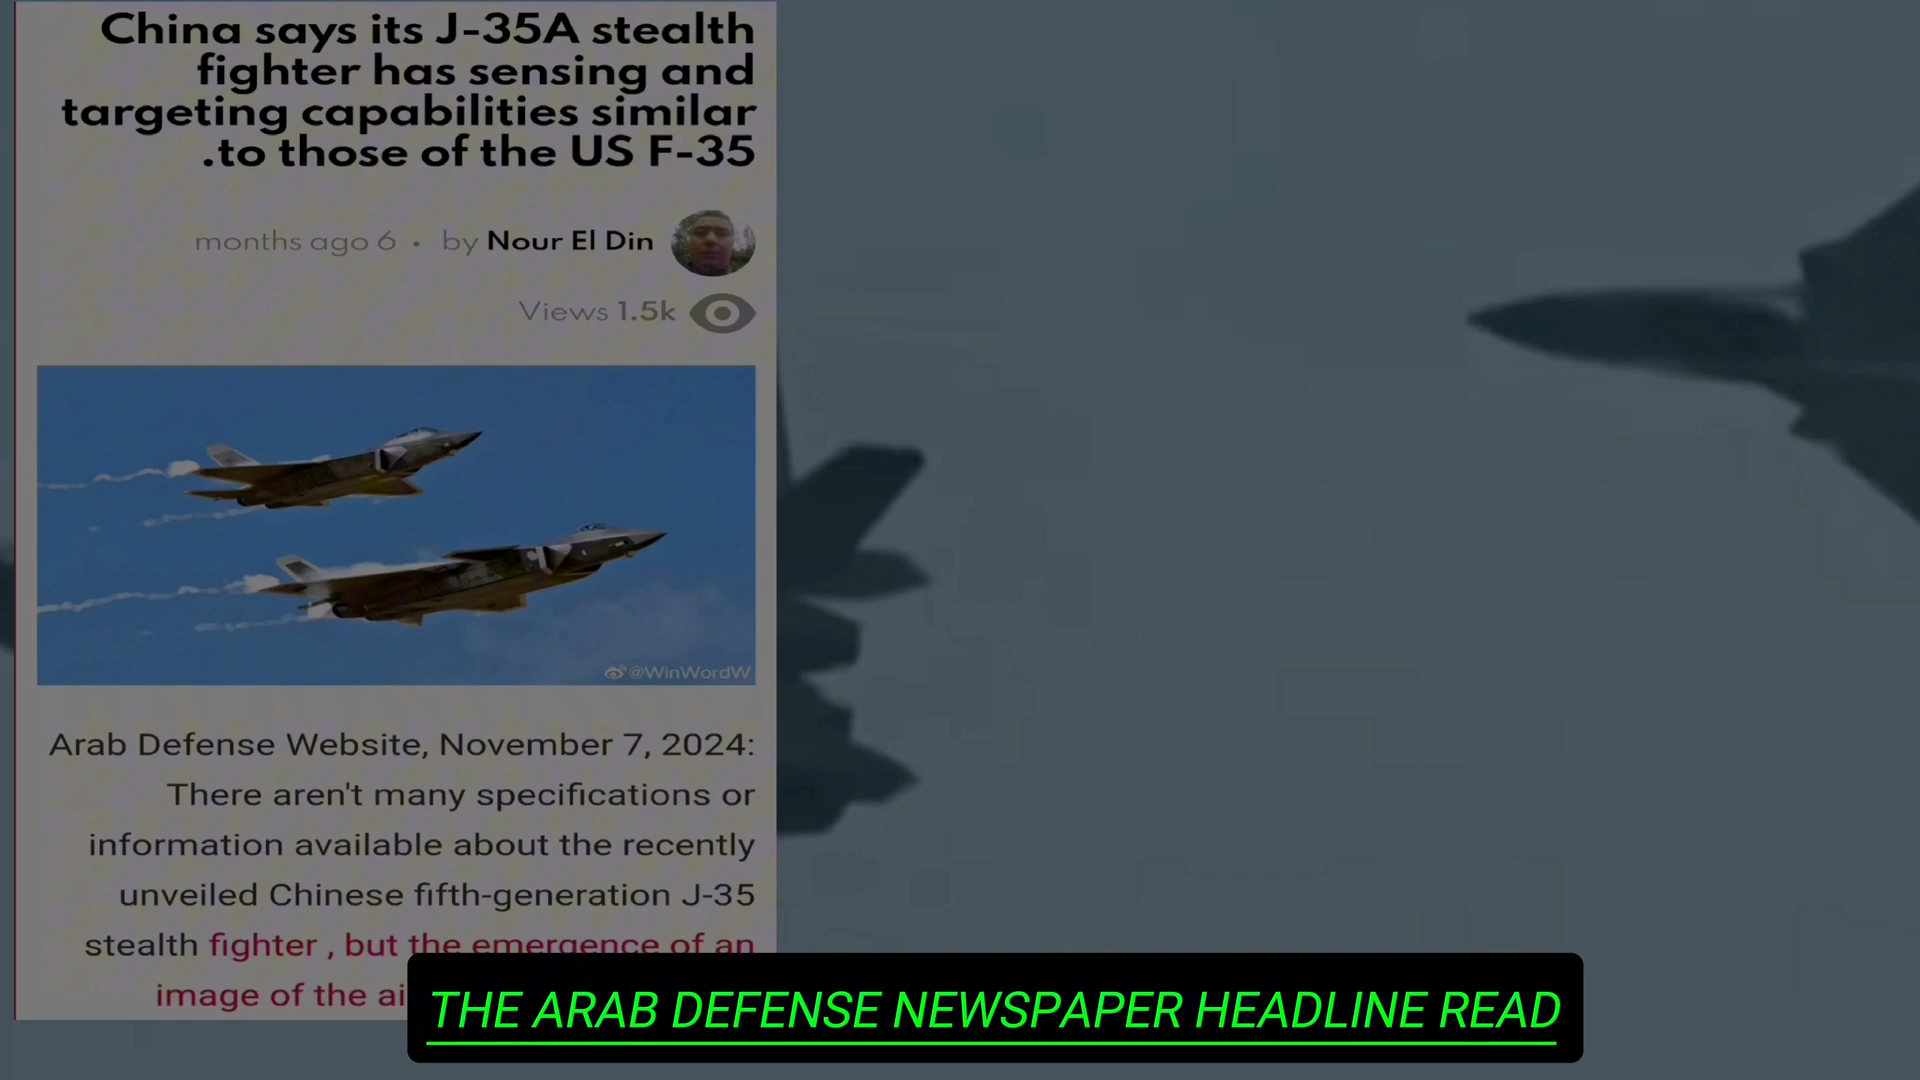 China says its J-35A stealth
fighter has sensing and
targeting capabilities similar
.to those of the US F-35
months ago 6 • by Nour El Din
Views 1.5k
@WinWordW
Arab Defense Website, November 7, 2024:
There aren't many specifications or
information available about the recently
unveiled Chinese fifth-generation J-35
stealth fighter , but the emergence of an
image of the ai
THE ARAB DEFENSE NEWSPAPER HEADLINE READ